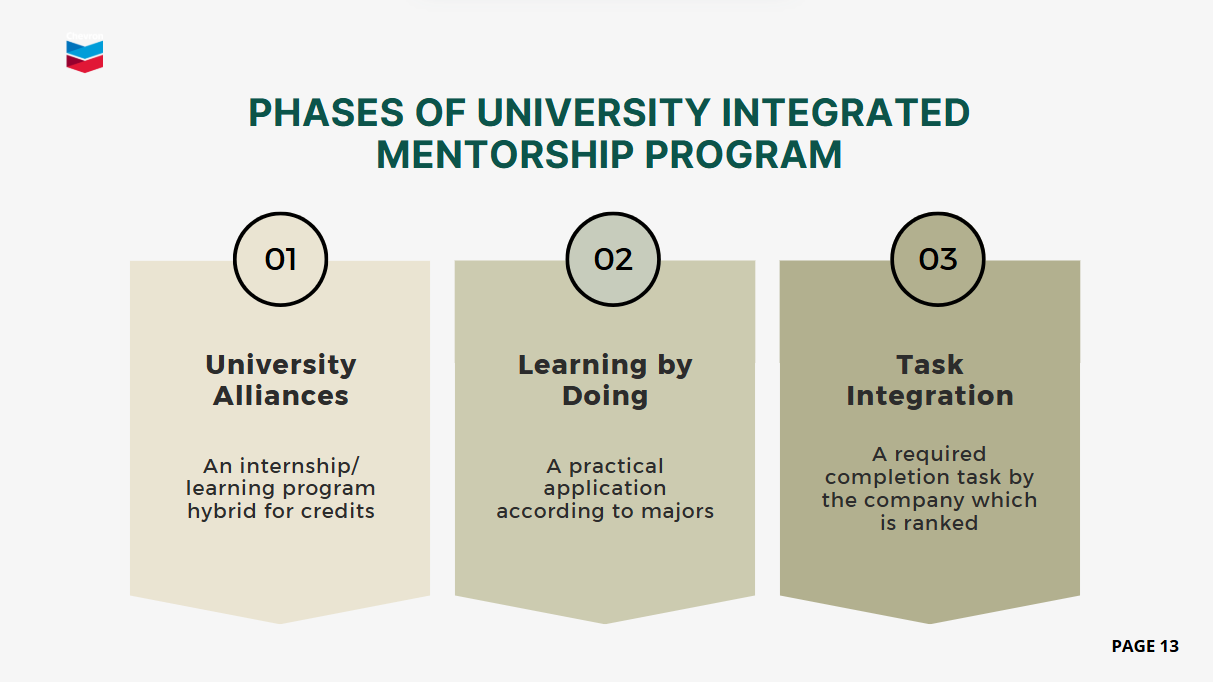 PHASES OF UNIVERSITY INTEGRATED
MENTORSHIP PROGRAM
01
University
Alliances
An internship/
learning program
hybrid for credits
02
Learning by
Doing
A practical
application
according to majors
03
Task
Integration
A required
completion task by
the company which
is ranked
PAGE 13